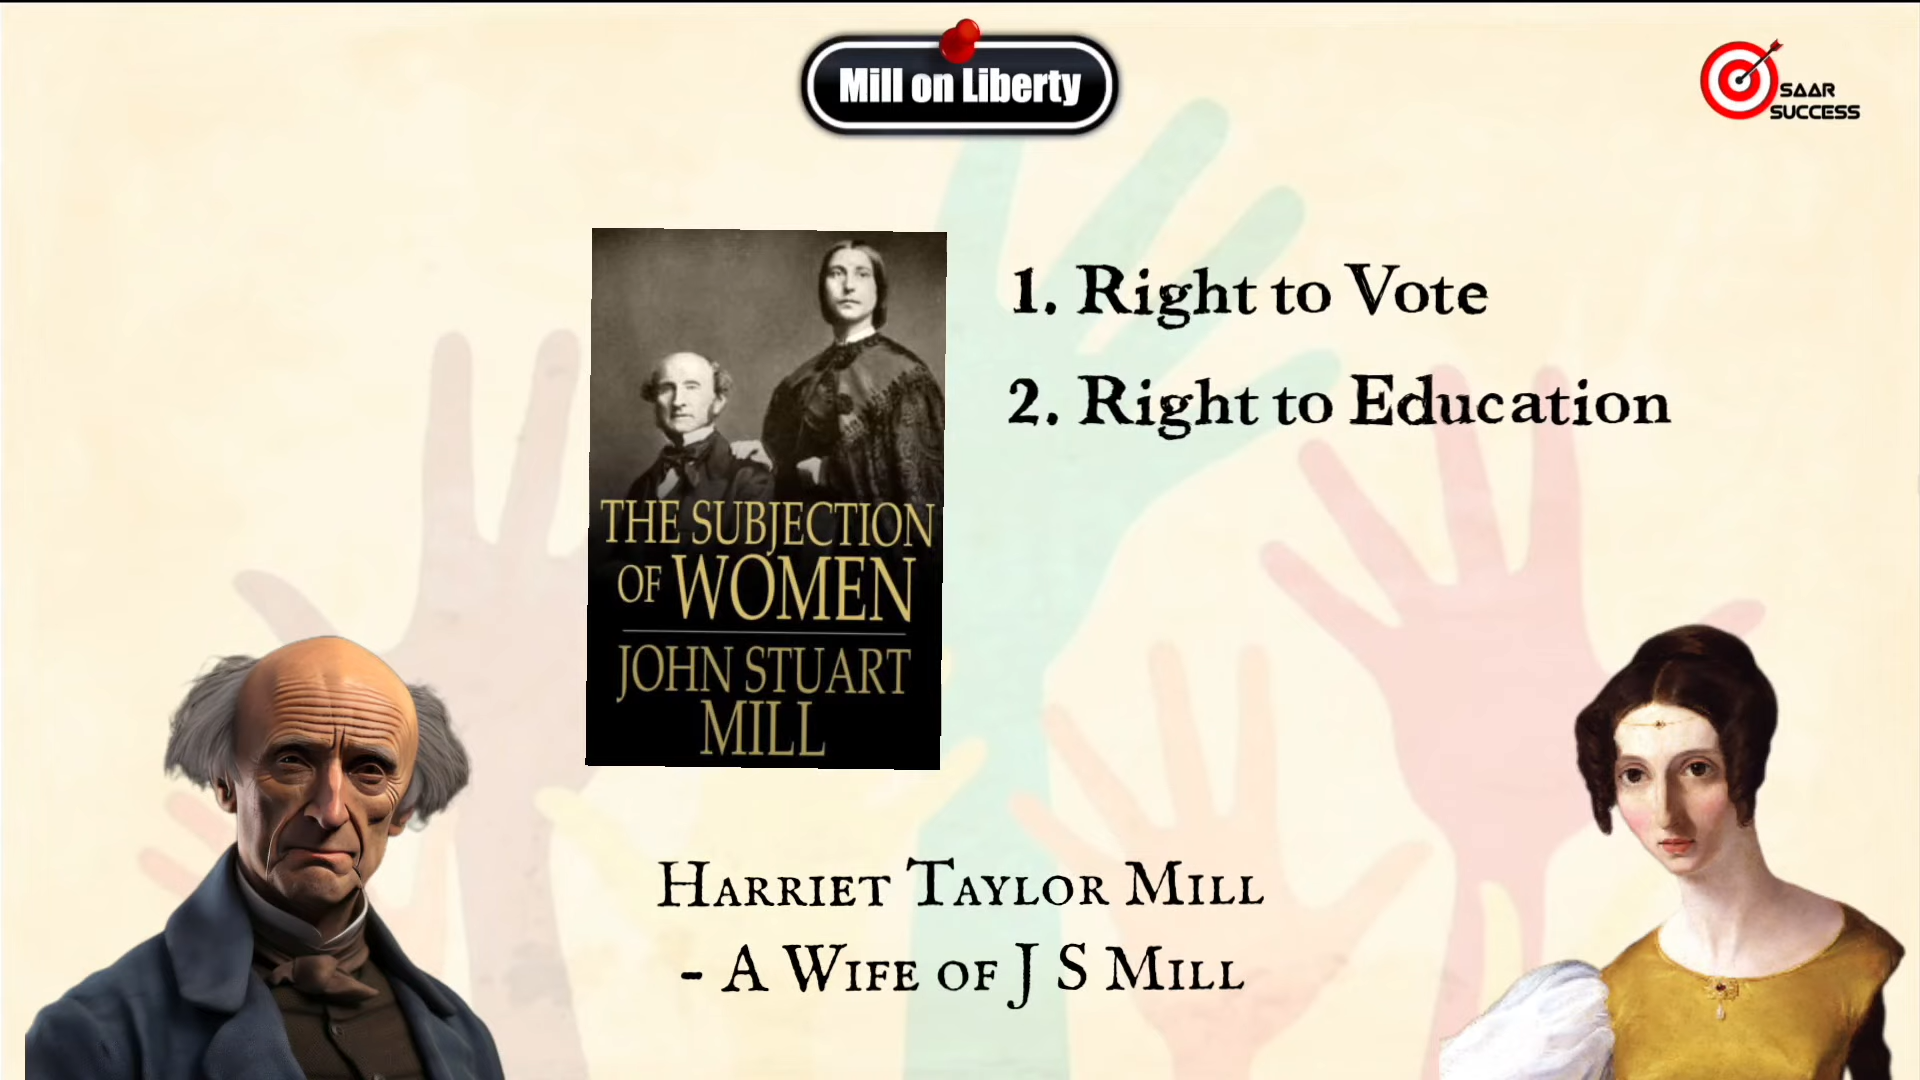 Mill on Liberty
SAAR
SUCCESS
1. Right to Vote
2. Right to Education
THE SUBJECTION
OF WOMEN
JOHN STUART
MILL
HARRIET TAYLOR MILL
- A WIFE OF J S MILL